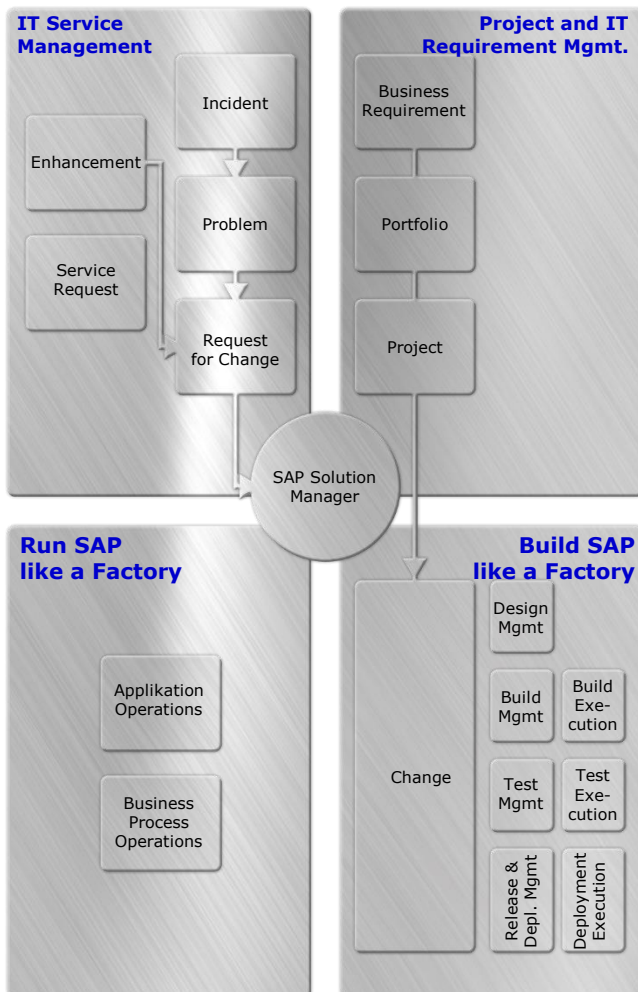 IT Service
Management
Incident
Enhancement
Problem
Service
Request
Request
for Change
Project and IT
Requirement Mgmt.
Business
Requirement
Portfolio
Project
SAP Solution
Manager
Run SAP
like a Factory
Applikation
Operations
Business
Process
Operations
Build SAP
like a Factory
Change
Design
Mgmt
Build
Mgmt
Build
Exe-
cution
Test
Mgmt
Test
Exe-
cution
Release &
Depl. Mgmt
Deployment
Execution